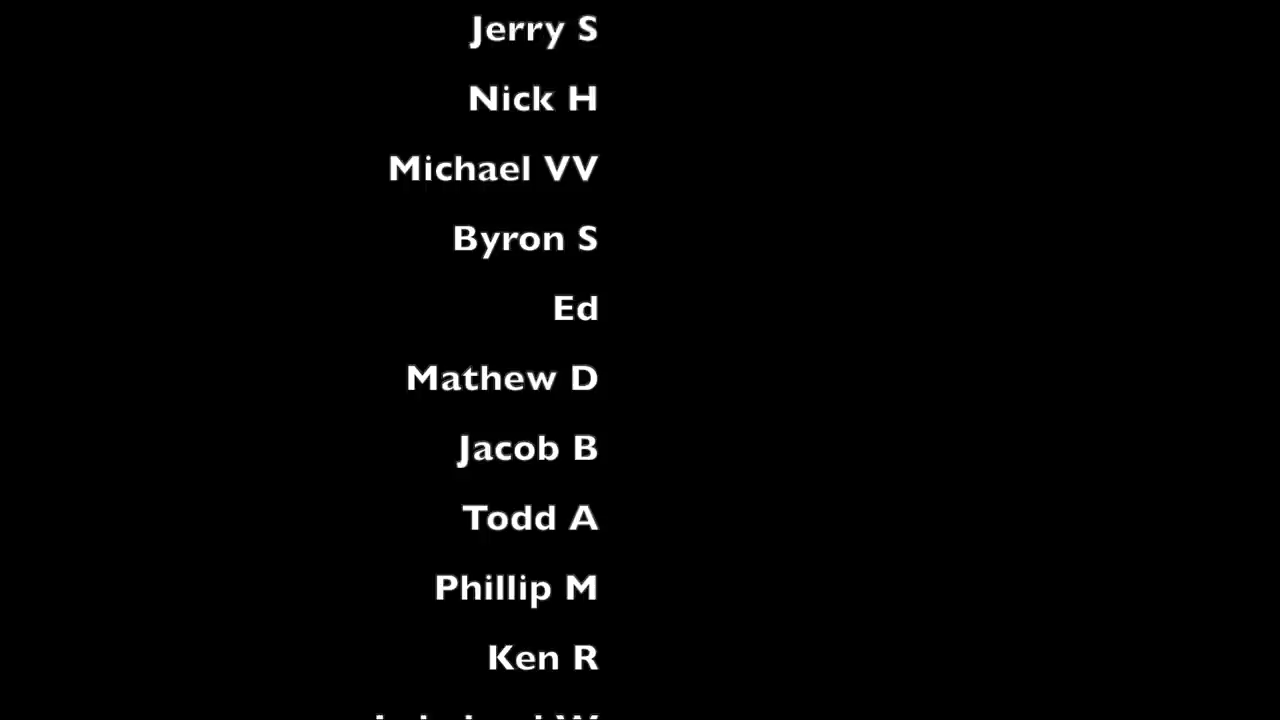 Jerry S
Nick H
Michael VV
Byron S
Ed
Mathew D
Jacob B
Todd A
Phillip M
Ken R